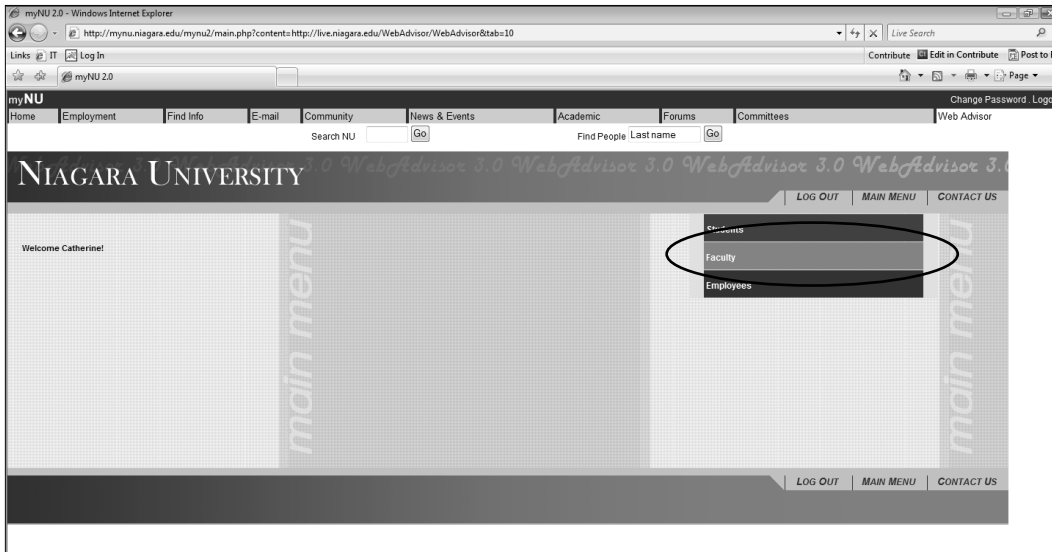 myNU 2.0 - Windows Internet Explorer
http://mynu.niagara.edu/mynu2/main.php?content=http://live.niagara.edu/WebAdvisor/WebAdvisor&tab=10
Live Search
Links IT Log In
Contribute Edit in Contribute Post to
myNU 2.0
Page
myNU
Change Password . Logo
Home Employment Find Info E-mail Community News & Events Academic Forums Committees Web Advisor
Search NU Go Find People Last name Go
NIAGARA UNIVERSITY
3.0 WebAdvisor 3.0 WebAdvisor 3.0 WebAdvisor 3.0 WebAdvisor 3.0
LOG OUT MAIN MENU CONTACT US
Students
Welcome Catherine!
Faculty
Employees
main menu
main menu
LOG OUT MAIN MENU CONTACT US